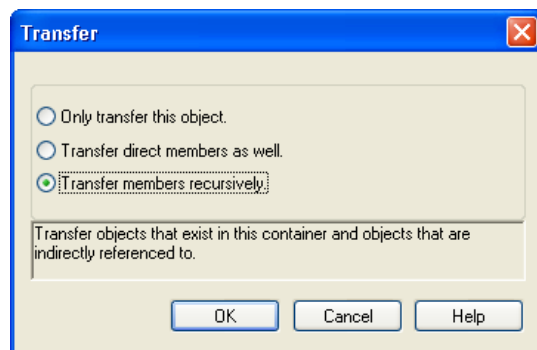 Transfer
Only transfer this object.
Transfer direct members as well.
Transfer members recursively.
Transfer objects that exist in this container and objects that are
indirectly referenced to.
OK Cancel Help